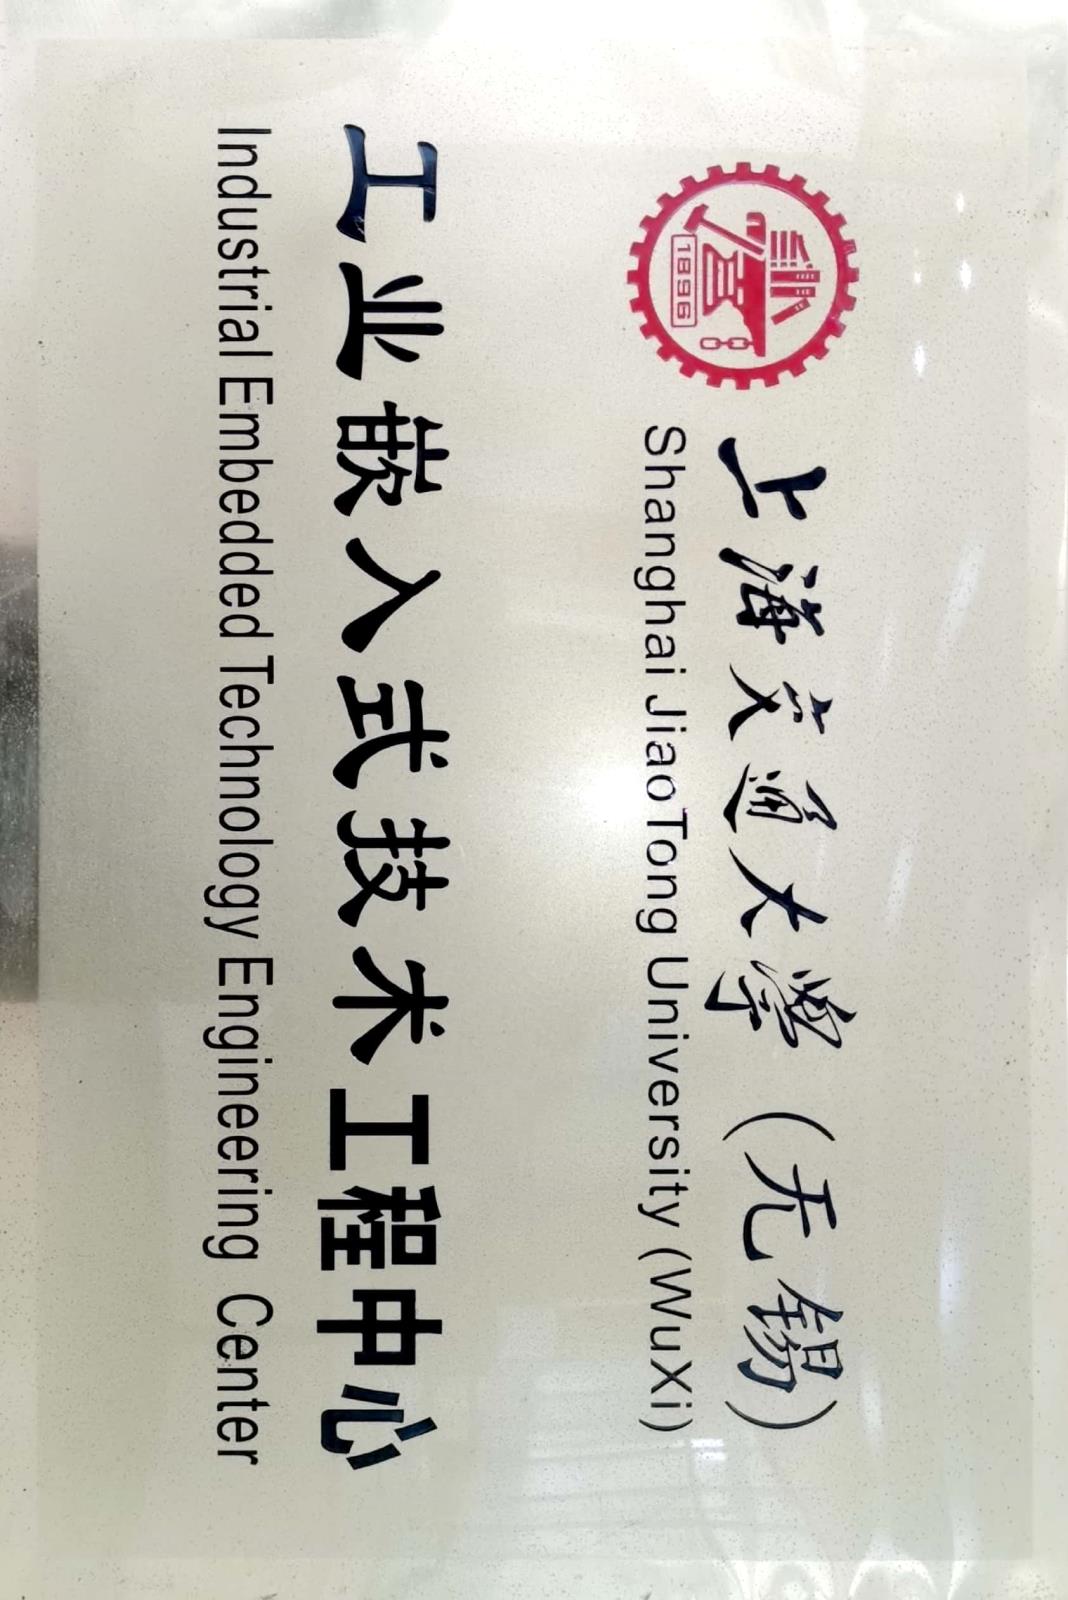 1896
上海交通大学（无锡）
Shanghai JiaoTong University (WuXi)
工业嵌入式技术工程中心
Industrial Embedded Technology Engineering Center